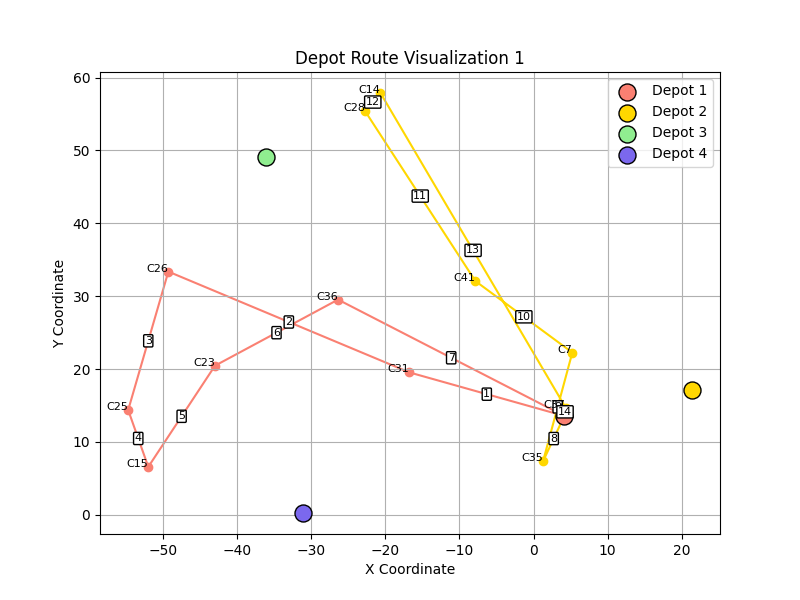 Depot Route Visualization 1
Depot 1
Depot 2
Depot 3
Depot 4
60
50
40
30
20
10
0
Y Coordinate
C14
12
C28
11
13
C26
C41
C36
10
2
6
3
7
C7
C23
C31
1
C25
5
14
4
8
C15
C35
−50
−40
−30
−20
−10
0
10
20
X Coordinate